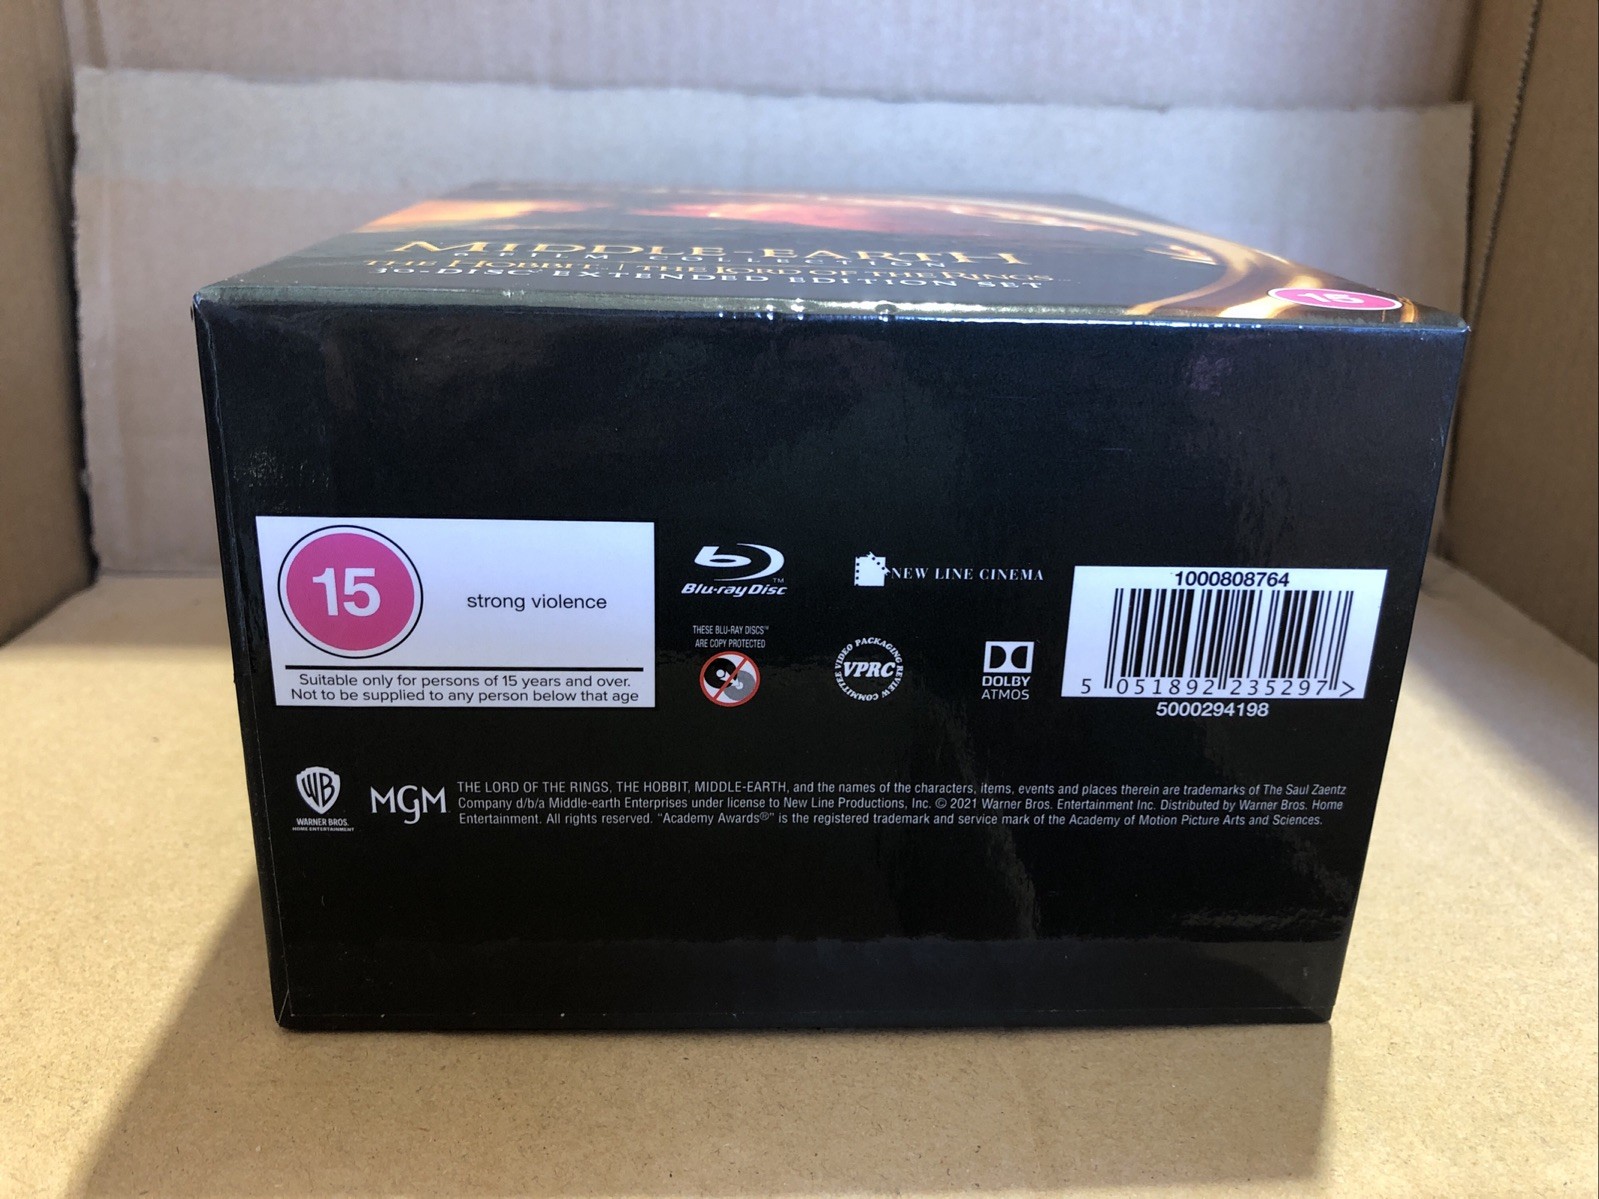 MIDDLE-EARTH
6-FILM COLLECTION
THE HOBBIT | THE LORD OF THE RINGS
30-DISC EXTENDED EDITION SET
15
15
strong violence
Suitable only for persons of 15 years and over.
Not to be supplied to any person below that age
Blu-ray Disc™
THESE BLU-RAY DISCS™
ARE COPY PROTECTED
NEW LINE CINEMA
VIDEO PACKAGING REVIEW COMMITTEE
VPRC
DOLBY
ATMOS
1000808764
5 051892 235297 >
5000294198
WB
WARNER BROS.
HOME ENTERTAINMENT
MGM
THE LORD OF THE RINGS, THE HOBBIT, MIDDLE-EARTH, and the names of the characters, items, events and places therein are trademarks of The Saul Zaentz
Company d/b/a Middle-earth Enterprises under license to New Line Productions, Inc. © 2021 Warner Bros. Entertainment Inc. Distributed by Warner Bros. Home
Entertainment. All rights reserved. "Academy Awards®" is the registered trademark and service mark of the Academy of Motion Picture Arts and Sciences.